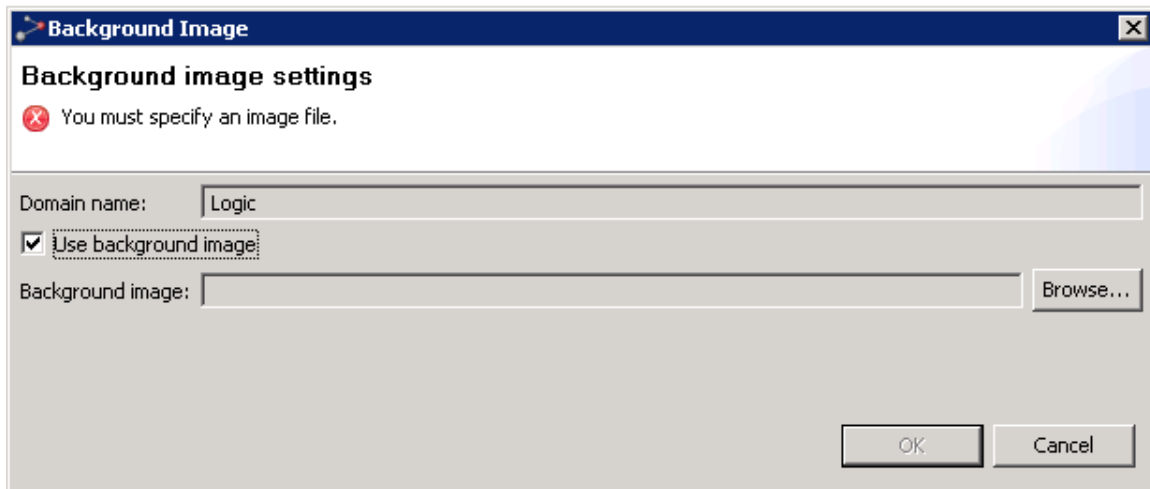 Background Image
Background image settings
You must specify an image file.
Domain name: Logic
Use background image
Background image: Browse...
OK Cancel